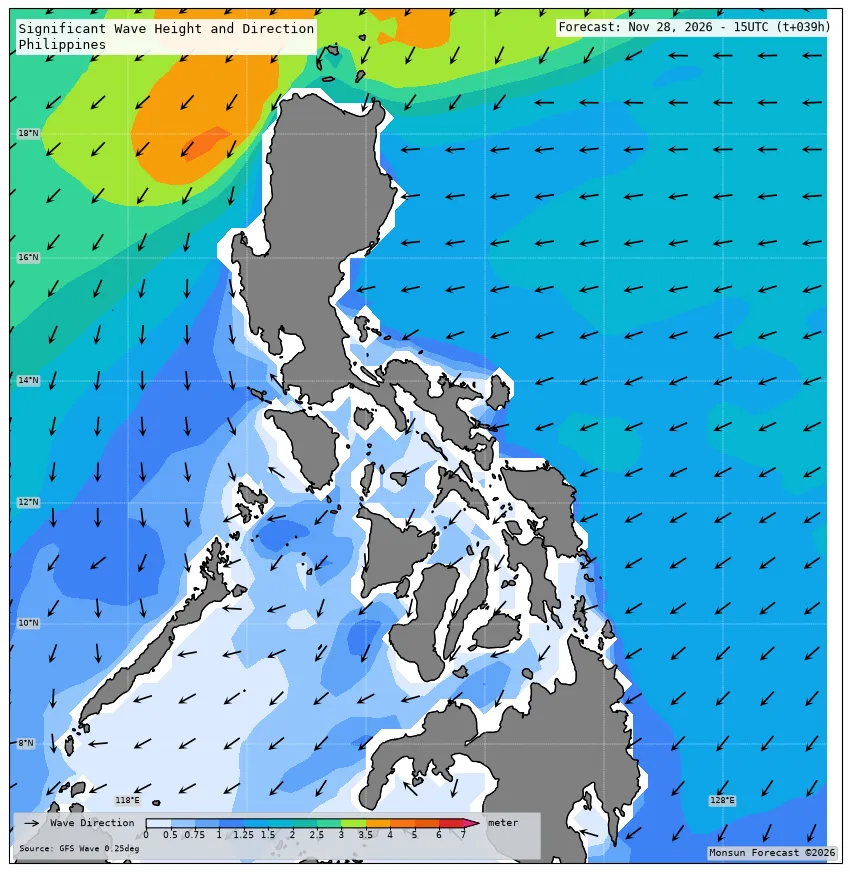 Significant Wave Height and Direction
Philippines
Forecast: Nov 28, 2026 - 15UTC (t+039h)
18°N
16°N
14°N
12°N
10°N
8°N
118°E
128°E
Wave Direction
0 0.5 0.75 1 1.25 1.5 2 2.5 3 3.5 4 5 6 7
meter
Source: GFS Wave 0.25deg
Monsun Forecast ©2026